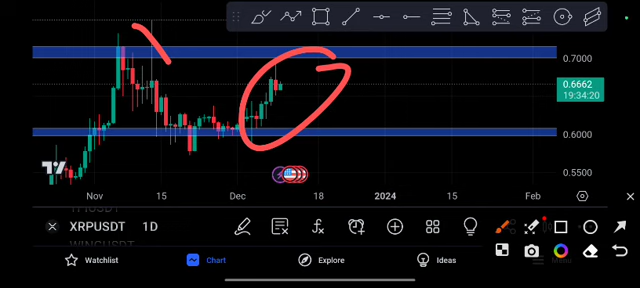 0.7000
0.6662
19:34:20
0.6000
0.5500
Nov 15 Dec 18 2024 15 Feb
XRPUSDT 1D
Watchlist Chart Explore Ideas